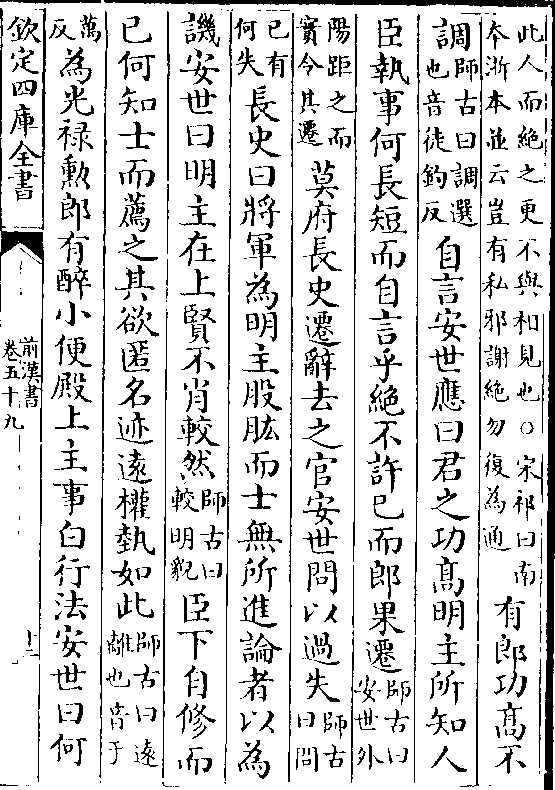 此人而絶之更不與相見也○宋祁曰南
本浙本並云豈有私邪謝絶勿復為通
有郎功髙不
調師古曰調選
也音徒釣反
自言安世應曰君之功髙明主所知人
臣執事何長短而自言乎絶不許已而郎果遷師古曰
安世外
陽距之而
實令其遷
莫府長史遷辭去之官安世問以過失師古
曰問
已有
何失
長史曰將軍為明主股肱而士無所進論者以為
譏安世曰明主在上賢不肖較然師古曰
較明貌
臣下自修而
已何知士而薦之其欲匿名迹遠權埶如此師古曰遠
離也音于
萬
反
為光禄勲郎有醉小便殿上主事白行法安世曰何
欽定四庫全書
前漢書
卷五十九
十二